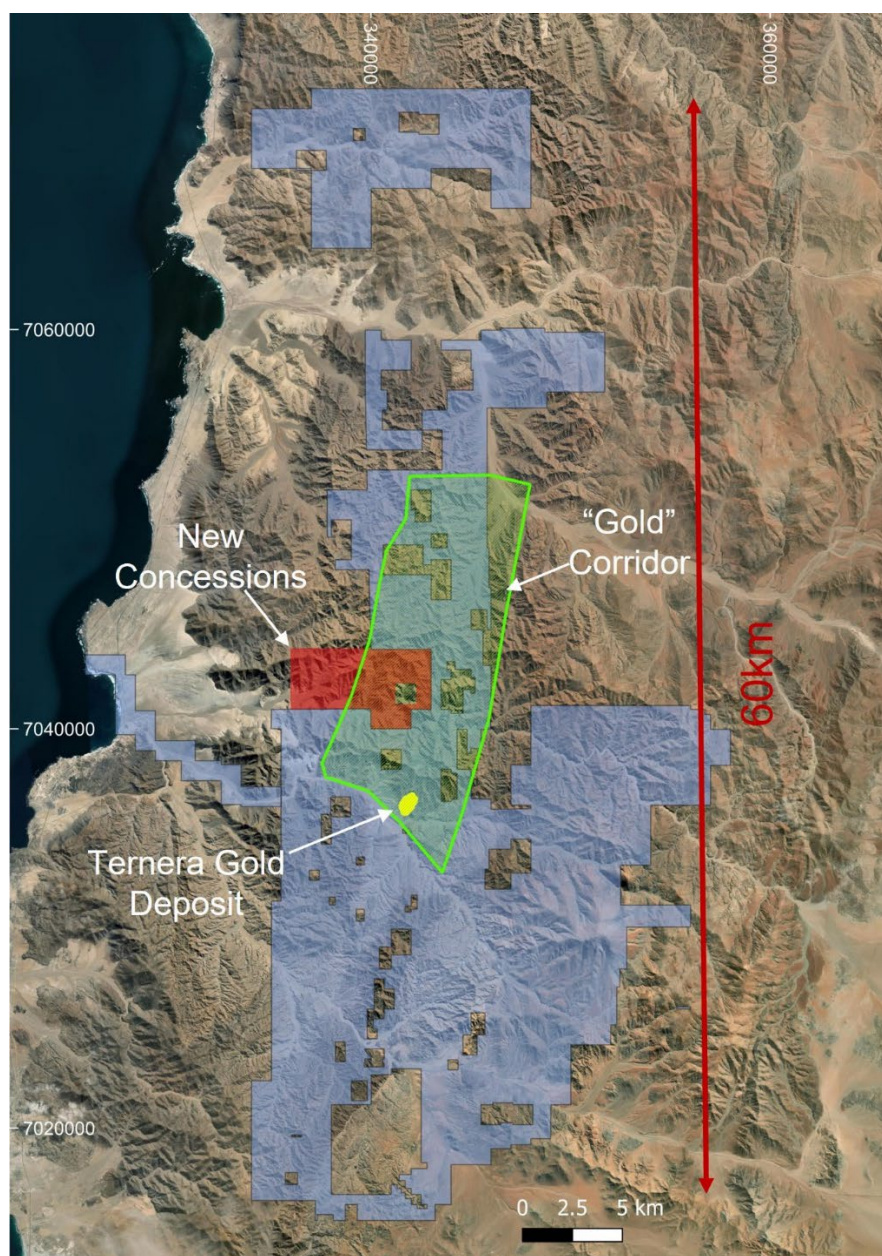 340000
360000
7060000
New
Concessions
“Gold”
Corridor
60km
7040000
Ternera Gold
Deposit
7020000
0 2.5 5 km